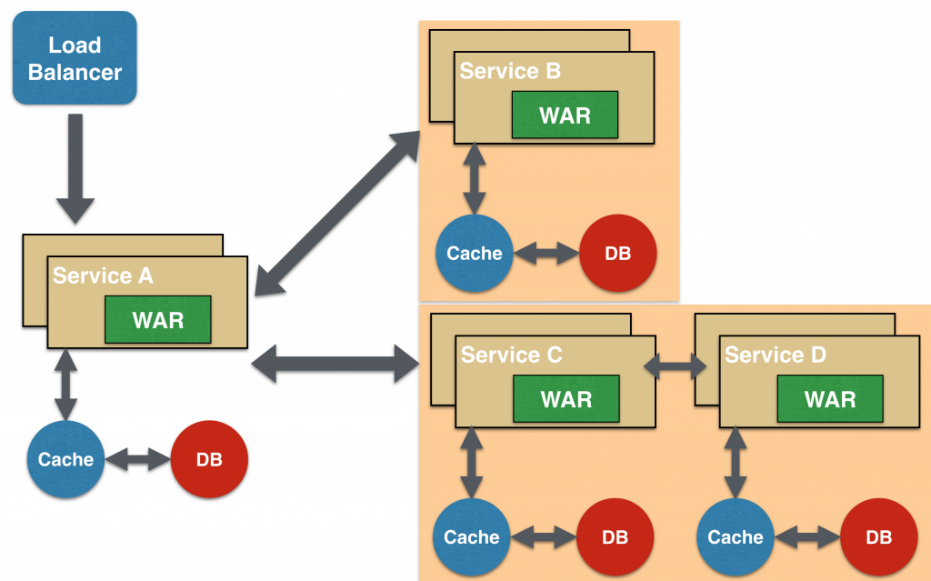 Load
Balancer
Service B
WAR
Cache
DB
Service A
WAR
Cache
DB
Service C
WAR
Cache
DB
Service D
WAR
Cache
DB